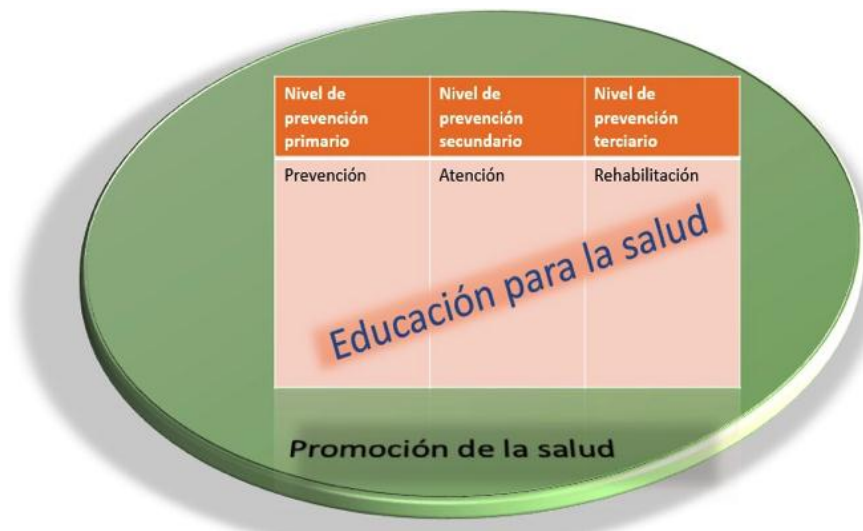 Nivel de
prevención
primario
Nivel de
prevención
secundario
Nivel de
prevención
terciario
Prevención
Atención
Rehabilitación
Educación para la salud
Promoción de la salud